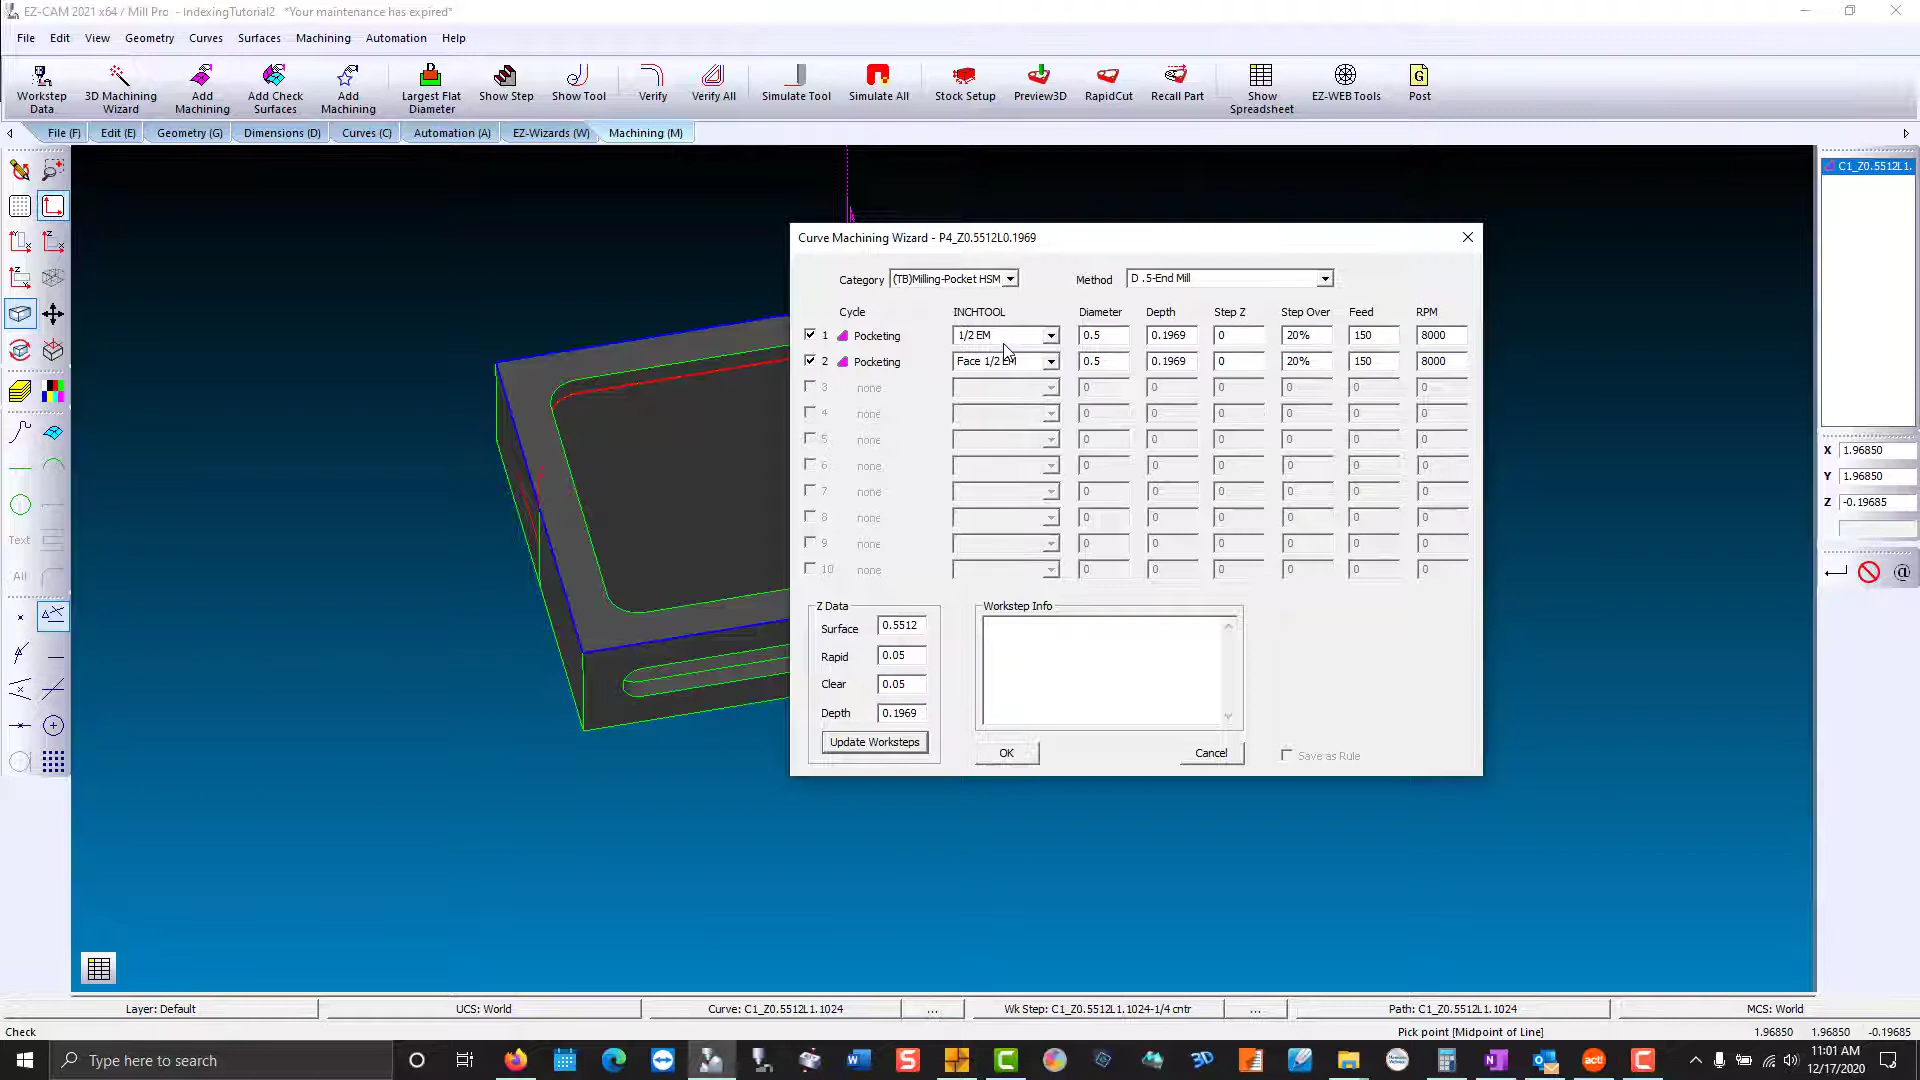 EZ-CAM 2021 x64 / Mill Pro - IndexingTutorial2 *Your maintenance has expired*
File Edit View Geometry Curves Surfaces Machining Automation Help
Workstep Data
3D Machining Wizard
Add Machining
Add Check Surfaces
Add Machining
Largest Flat Diameter
Show Step
Show Tool
Verify
Verify All
Simulate Tool
Simulate All
Stock Setup
Preview3D
RapidCut
Recall Part
Show Spreadsheet
EZ-WEB Tools
Post
File (F) Edit (E) Geometry (G) Dimensions (D) Curves (C) Automation (A) EZ-Wizards (W) Machining (M)
C1_Z0.5512L1.
Curve Machining Wizard - P4_Z0.5512L0.1969
Category (TB)Milling-Pocket HSM Method D .5-End Mill
Cycle INCHTOOL Diameter Depth Step Z Step Over Feed RPM
1 Pocketing 1/2 EM 0.5 0.1969 0 20% 150 8000
2 Pocketing Face 1/2 EM 0.5 0.1969 0 20% 150 8000
3 none 0 0 0 0 0 0
4 none 0 0 0 0 0 0
5 none 0 0 0 0 0 0
6 none 0 0 0 0 0 0
7 none 0 0 0 0 0 0
8 none 0 0 0 0 0 0
9 none 0 0 0 0 0 0
10 none 0 0 0 0 0 0
Z Data
Surface 0.5512
Rapid 0.05
Clear 0.05
Depth 0.1969
Update Worksteps
Workstep Info
OK Cancel Save as Rule
X 1.96850
Y 1.96850
Z -0.19685
@
Text
All
Layer: Default UCS: World Curve: C1_Z0.5512L1.1024 ... Wk Step: C1_Z0.5512L1.1024-1/4 cntr ... Path: C1_Z0.5512L1.1024 MCS: World
Check Pick point [Midpoint of Line] 1.96850 1.96850 -0.19685
Type here to search
11:01 AM
12/17/2020